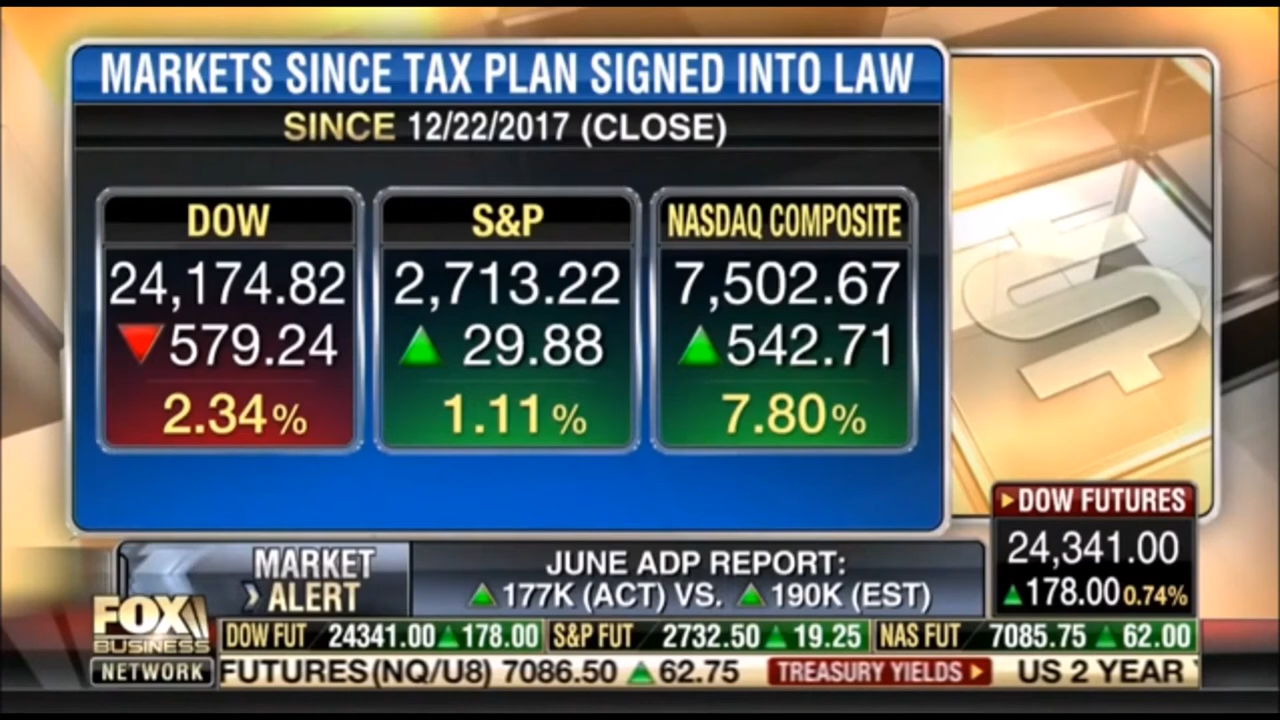 MARKETS SINCE TAX PLAN SIGNED INTO LAW
SINCE 12/22/2017 (CLOSE)
DOW
24,174.82
▼579.24
2.34%
S&P
2,713.22
▲ 29.88
1.11%
NASDAQ COMPOSITE
7,502.67
▲542.71
7.80%
DOW FUTURES
24,341.00
▲178.00 0.74%
MARKET
ALERT
JUNE ADP REPORT:
▲177K (ACT) VS. ▲190K (EST)
FOX
BUSINESS
NETWORK
DOW FUT 24341.00▲178.00 S&P FUT 2732.50▲19.25 NAS FUT 7085.75▲62.00
FUTURES(NQ/U8) 7086.50▲62.75 TREASURY YIELDS US 2 YEAR